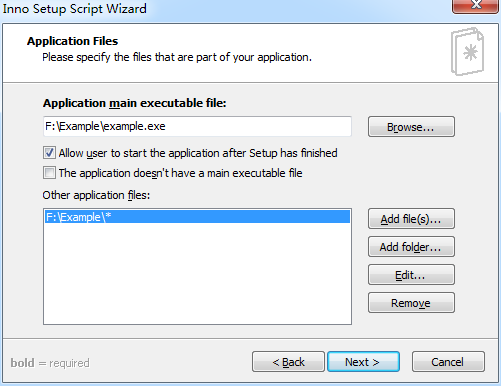 Inno Setup Script Wizard
Application Files
Please specify the files that are part of your application.
Application main executable file:
F:\Example\example.exe
Browse...
Allow user to start the application after Setup has finished
The application doesn't have a main executable file
Other application files:
F:\Example\*
Add file(s)...
Add folder...
Edit...
Remove
bold = required
< Back
Next >
Cancel